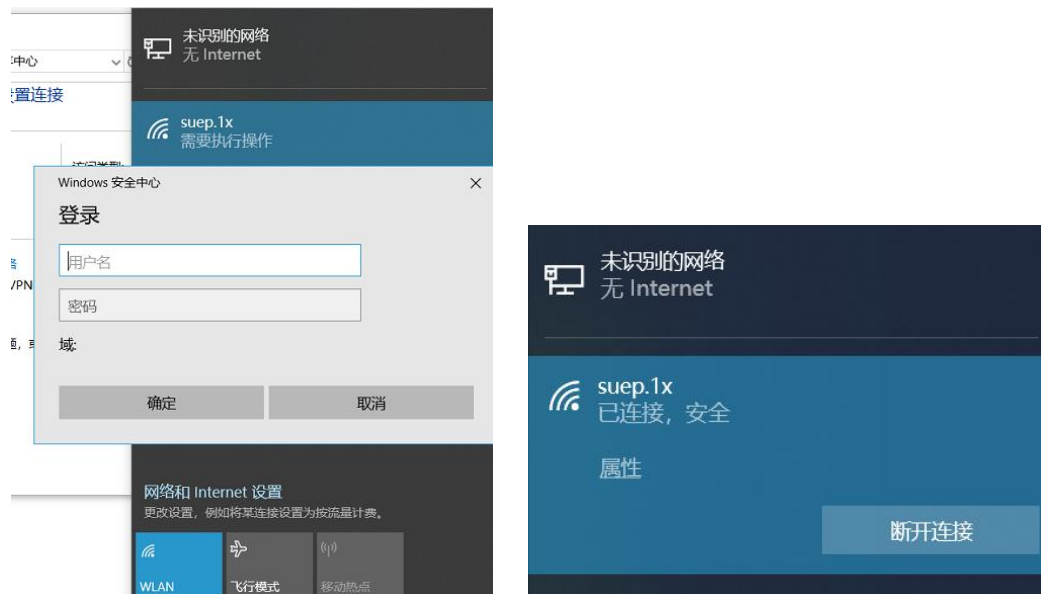 未识别的网络
无 Internet
中心
置连接
suep.1x
需要执行操作
Windows 安全中心
登录
用户名
密码
域:
确定
取消
VPN
网络和 Internet 设置
更改设置，例如将某连接设置为按流量计费。
WLAN
飞行模式
移动热点
未识别的网络
无 Internet
suep.1x
已连接，安全
属性
断开连接